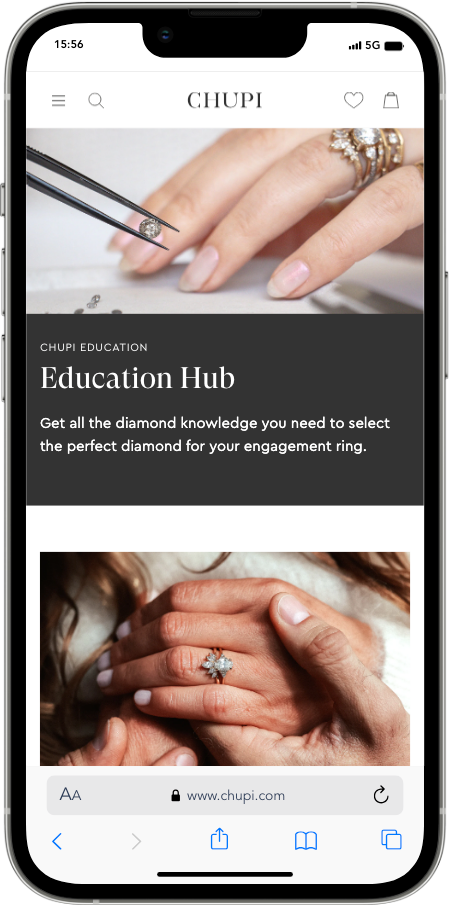 15:56 5G
CHUPI
CHUPI EDUCATION
Education Hub
Get all the diamond knowledge you need to select
the perfect diamond for your engagement ring.
AA www.chupi.com